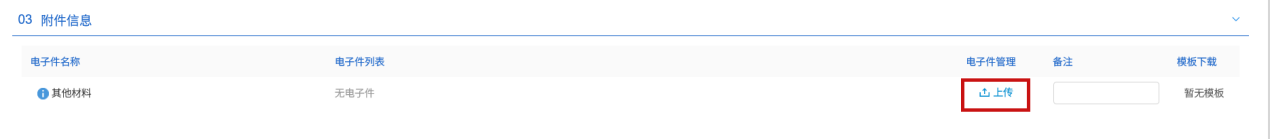 03 附件信息
电子件名称 电子件列表 电子件管理 备注 模板下载
其他材料 无电子件 上传 暂无模板